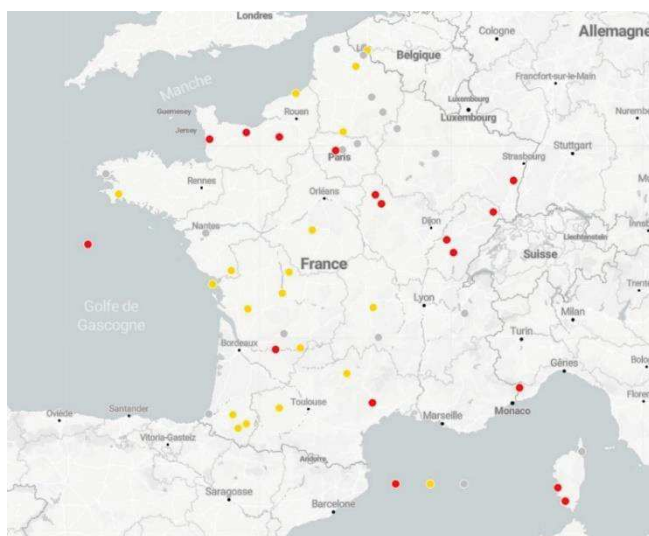 Londres
Allemagne
Cologne
Belgique
Manche
Francfort-sur-le-Main
Guernesey
Luxembourg
Luxembourg
Rouen
Jersey
Paris
Strasbourg
Stuttgart
Rennes
Orléans
Nantes
Dijon
Liechtenstein
Suisse
France
Golfe de
Gascogne
Lyon
Milan
Turin
Bordeaux
Gênes
Toulouse
Monaco
Marseille
Oviedo
Santander
Vitoria-Gasteiz
Andorre
Saragosse
Barcelone